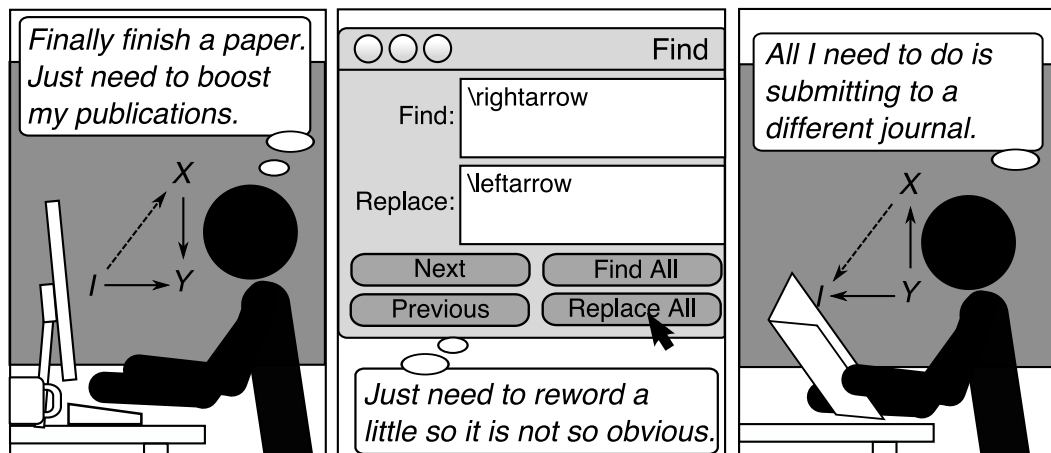 Finally finish a paper.
Just need to boost
my publications.
X
I
Y
Find
Find:
\rightarrow
Replace:
\leftarrow
Next
Find All
Previous
Replace All
Just need to reword a
little so it is not so obvious.
All I need to do is
submitting to a
different journal.
X
I
Y